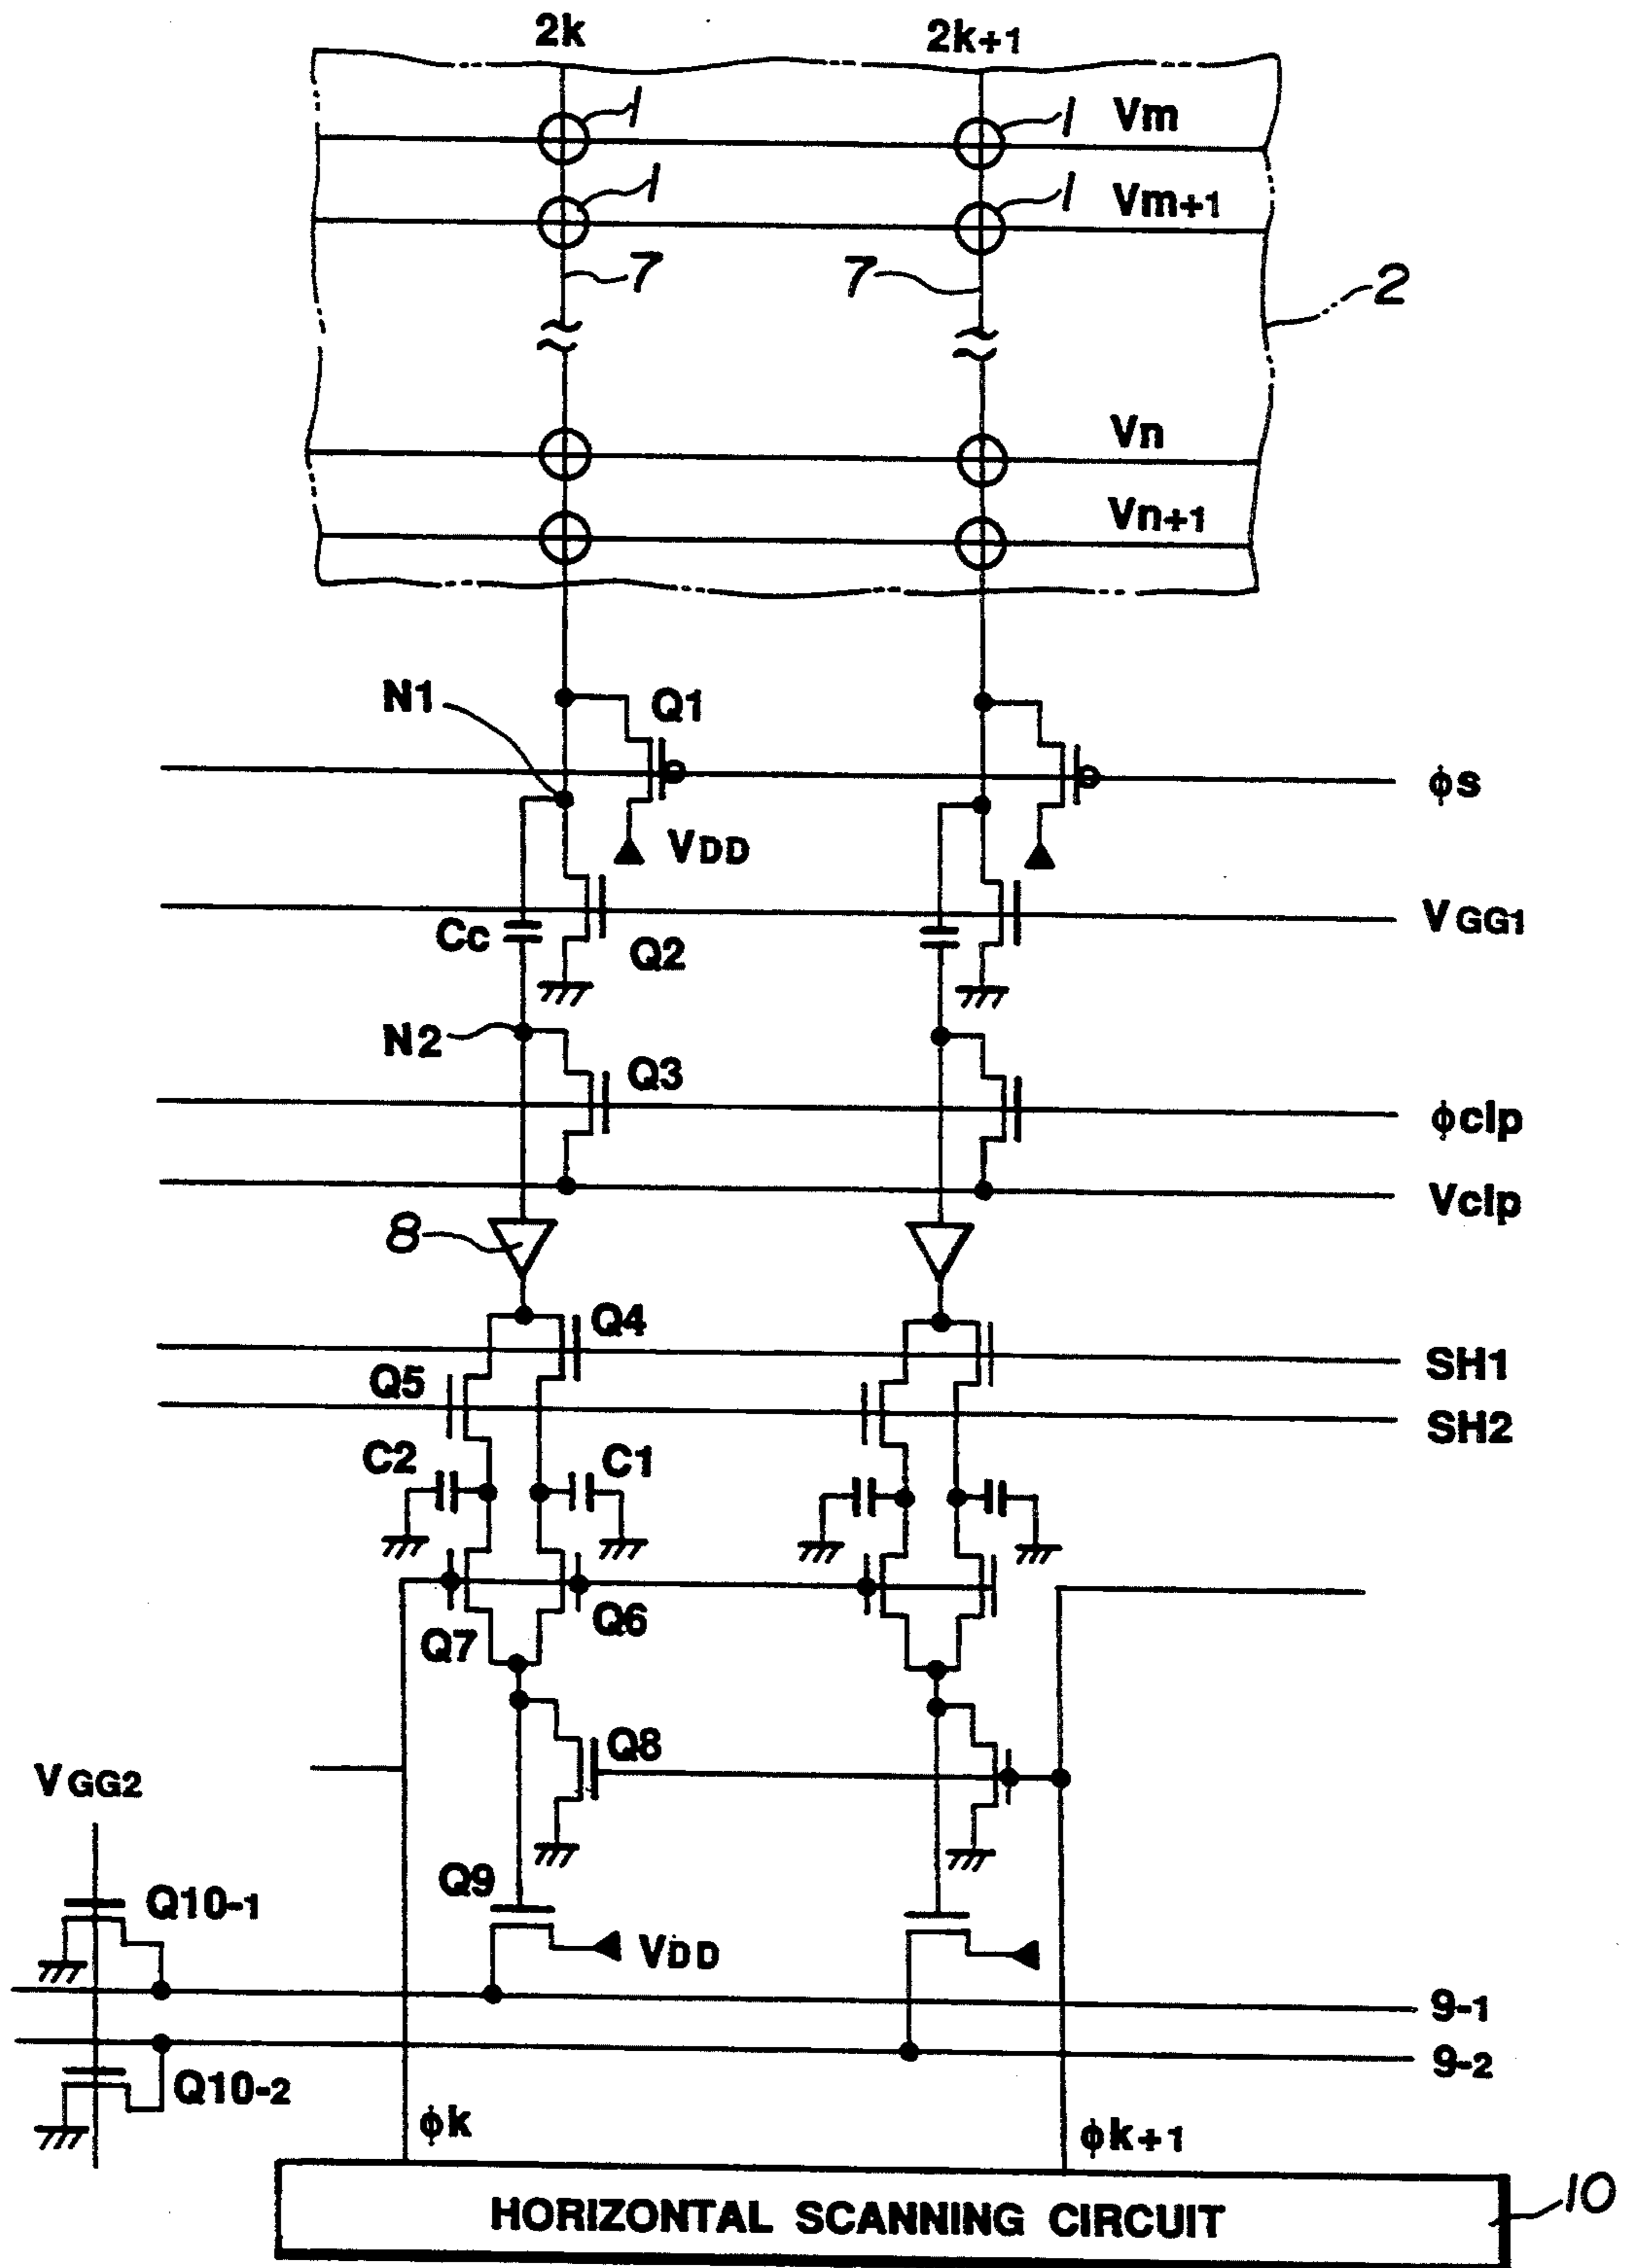 2k
2k+1
1
1
Vm
1
1
Vm+1
7
7
2
Vn
Vn+1
N1
Q1
φs
VDD
Cc
Q2
VGG1
N2
Q3
φclp
Vclp
8
Q4
SH1
Q5
SH2
C2
C1
Q7
Q6
Q8
VGG2
Q9
Q10-1
VDD
9-1
9-2
Q10-2
φk
φk+1
HORIZONTAL SCANNING CIRCUIT
10